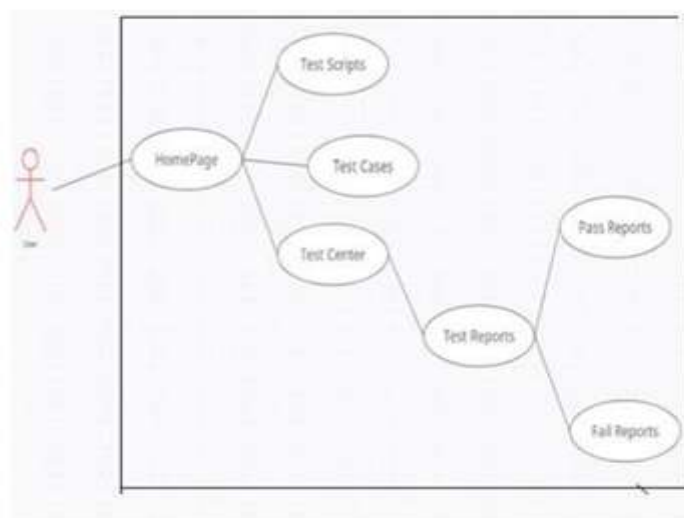 Test Scripts
HomePage
Test Cases
Test Center
Pass Reports
Test Reports
Fail Reports